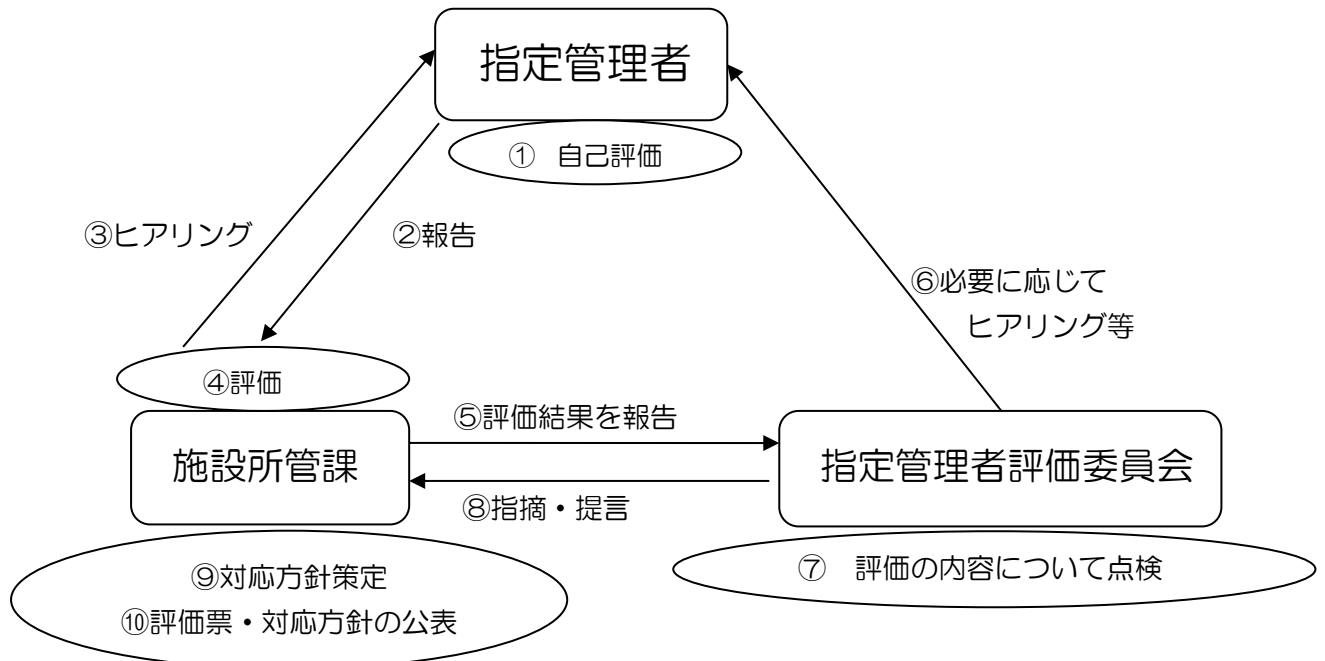 指定管理者
① 自己評価
③ヒアリング
②報告
⑥必要に応じて
ヒアリング等
④評価
⑤評価結果を報告
施設所管課
指定管理者評価委員会
⑧指摘・提言
⑦ 評価の内容について点検
⑨対応方針策定
⑩評価票・対応方針の公表